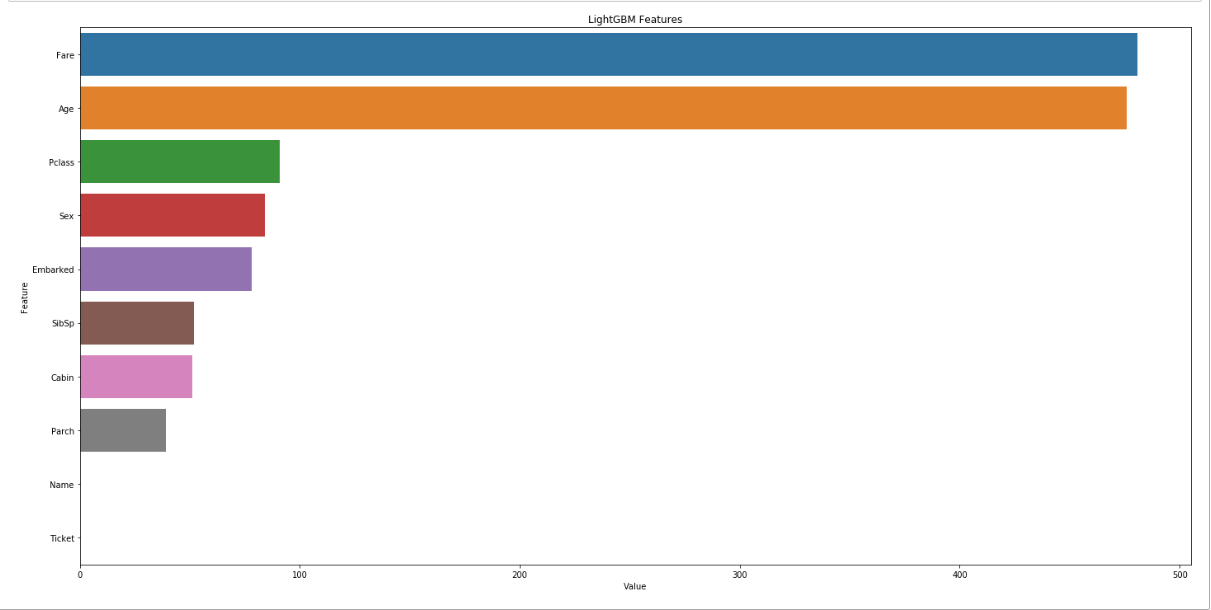 LightGBM Features
Fare
Age
Pclass
Sex
Embarked
SibSp
Cabin
Parch
Name
Ticket
Feature
0 100 200 300 400 500
Value